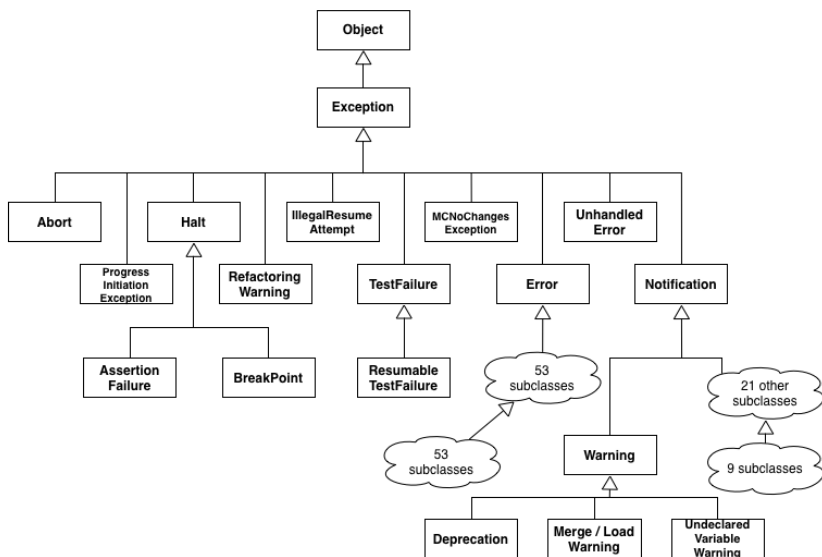 Object
Exception
Abort
Halt
IllegalResume
Attempt
MCNoChanges
Exception
Unhandled
Error
Progress
Initiation
Exception
Refactoring
Warning
TestFailure
Error
Notification
Assertion
Failure
BreakPoint
Resumable
TestFailure
53
subclasses
21 other
subclasses
53
subclasses
Warning
9 subclasses
Deprecation
Merge / Load
Warning
Undeclared
Variable
Warning